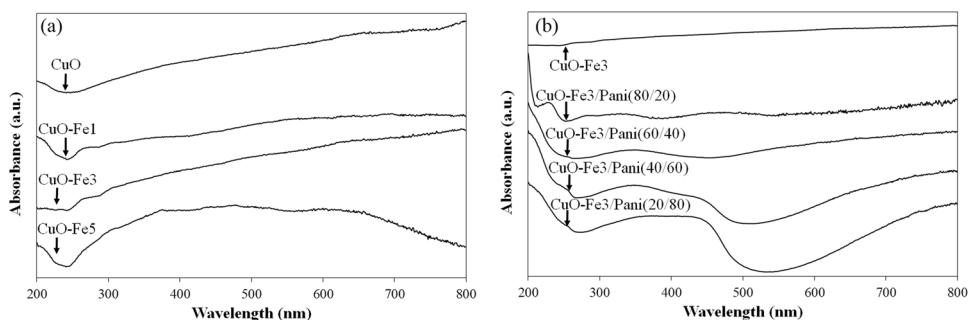 (a)
CuO
CuO-Fe1
CuO-Fe3
CuO-Fe5
Absorbance (a.u.)
200 300 400 500 600 700 800
Wavelength (nm)
(b)
CuO-Fe3
CuO-Fe3/Pani(80/20)
CuO-Fe3/Pani(60/40)
CuO-Fe3/Pani(40/60)
CuO-Fe3/Pani(20/80)
Absorbance (a.u.)
200 300 400 500 600 700 800
Wavelength (nm)